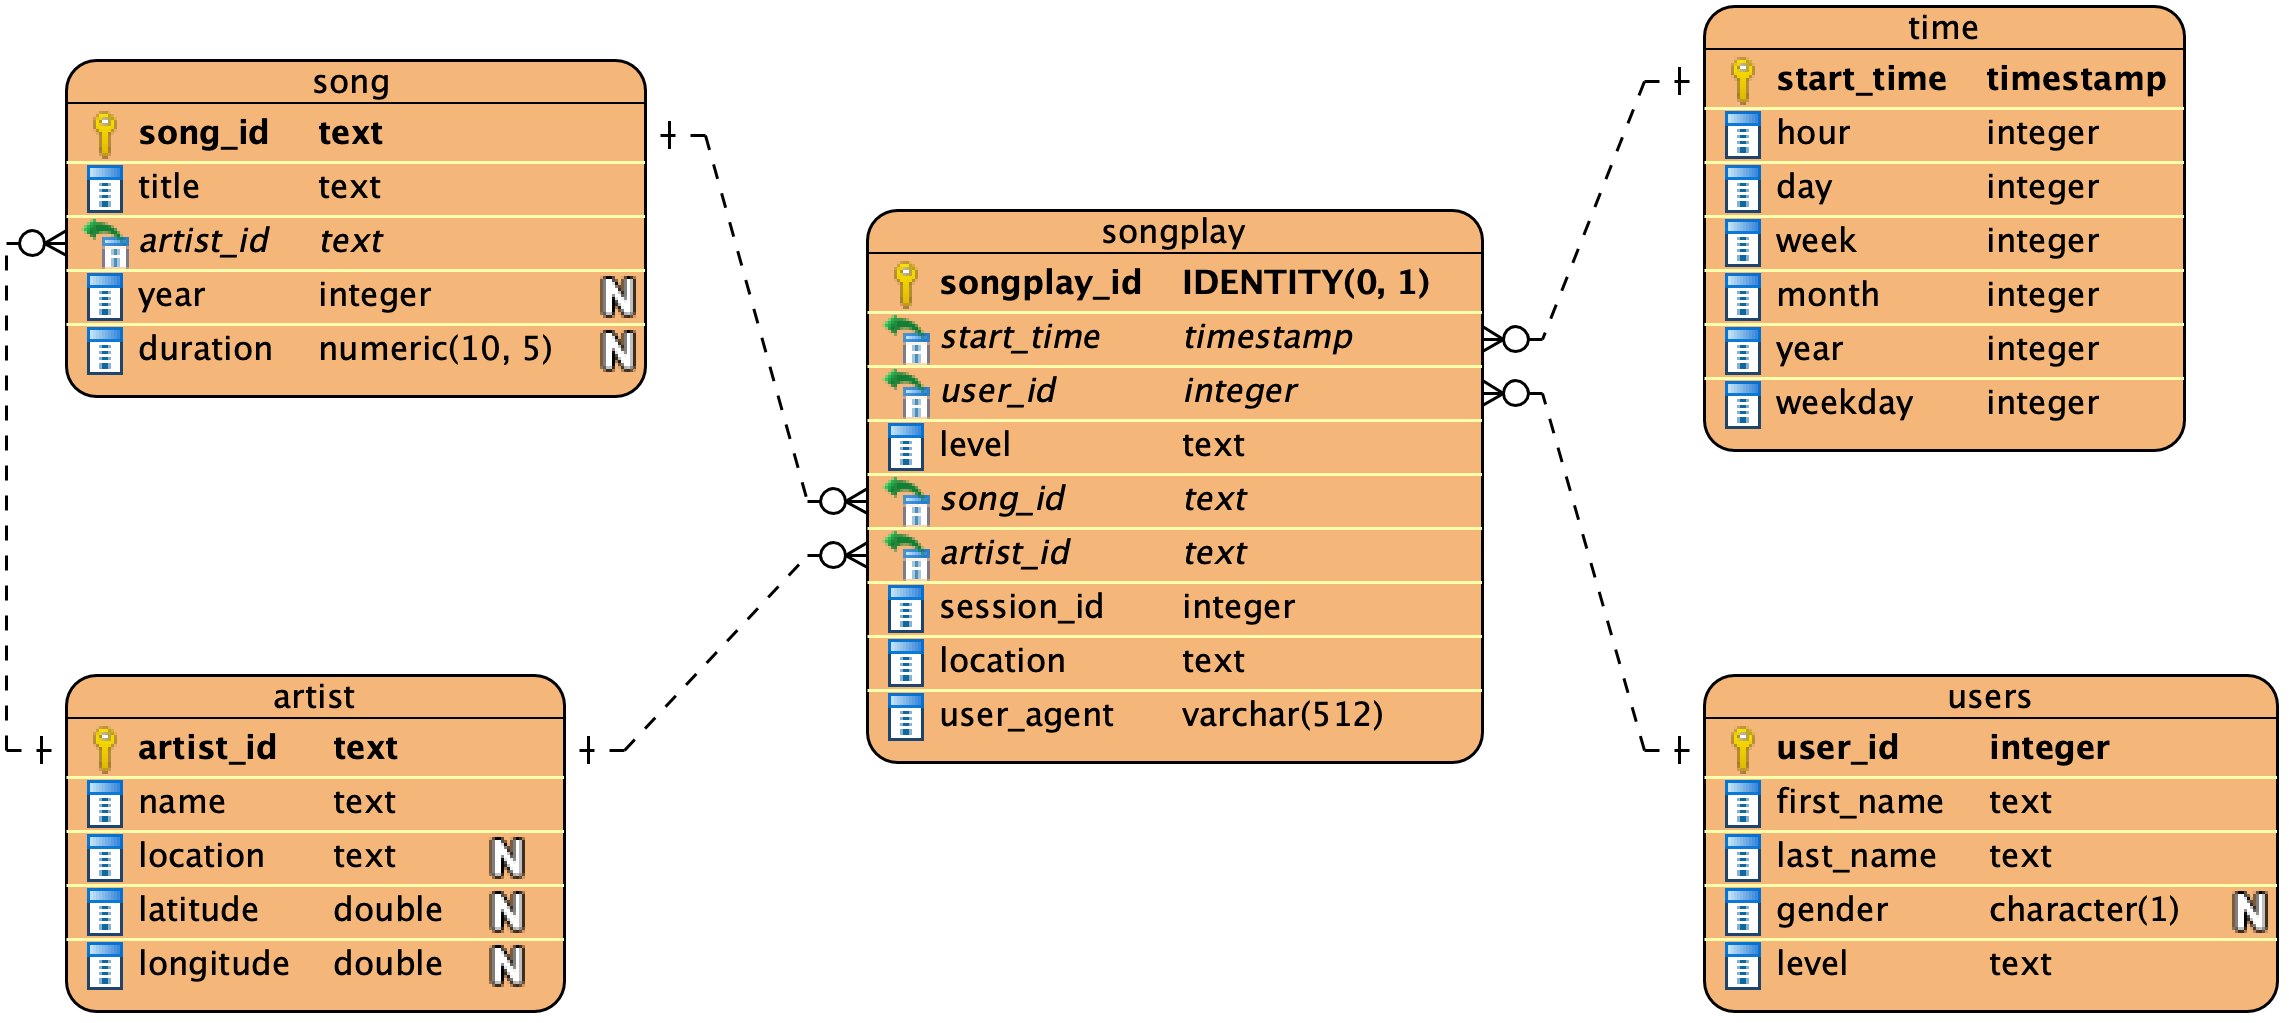 song
song_id text
title text
artist_id text
year integer N
duration numeric(10, 5) N
artist
artist_id text
name text
location text N
latitude double N
longitude double N
songplay
songplay_id IDENTITY(0, 1)
start_time timestamp
user_id integer
level text
song_id text
artist_id text
session_id integer
location text
user_agent varchar(512)
time
start_time timestamp
hour integer
day integer
week integer
month integer
year integer
weekday integer
users
user_id integer
first_name text
last_name text
gender character(1) N
level text